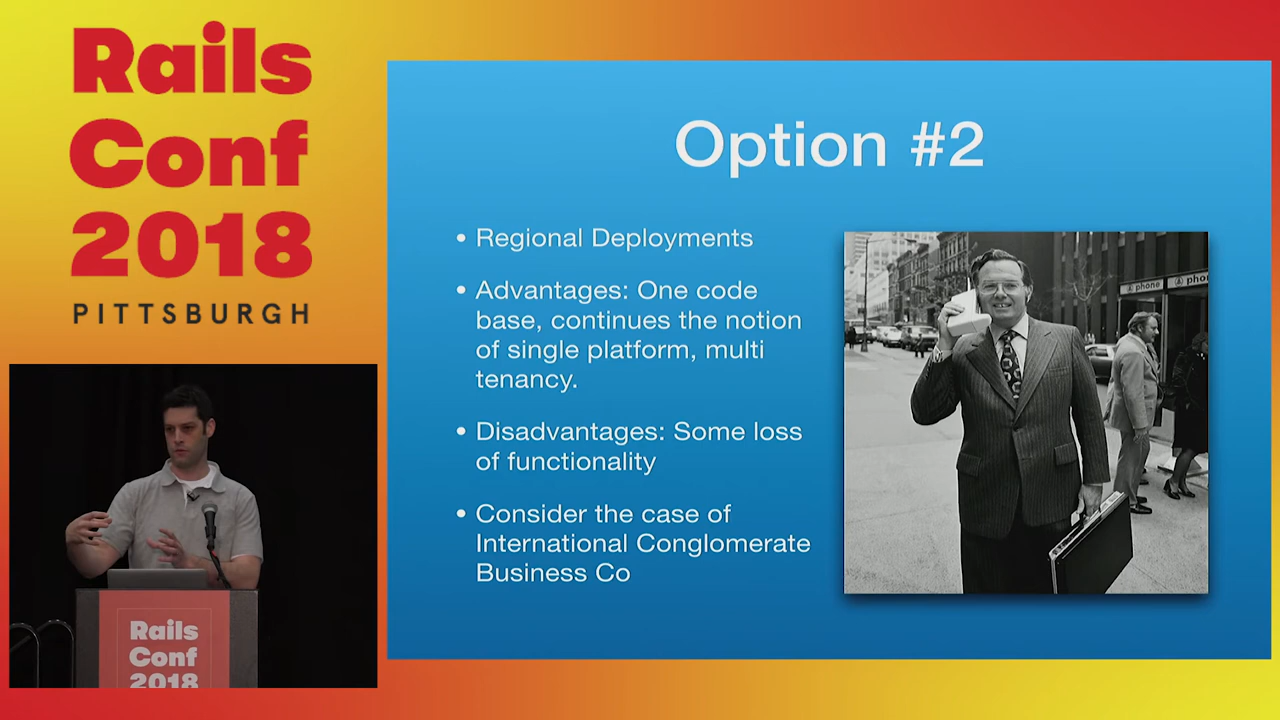 Rails
Conf
2018
PITTSBURGH
Option #2
• Regional Deployments
• Advantages: One code
base, continues the notion
of single platform, multi
tenancy.
• Disadvantages: Some loss
of functionality
• Consider the case of
International Conglomerate
Business Co
phone
phon
Rails
Conf
2018